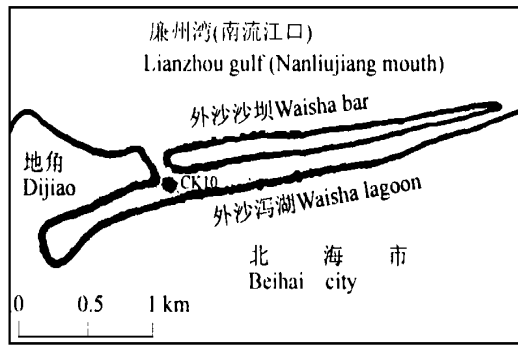 廉州湾(南流江口)
Lianzhou gulf (Nanliujiang mouth)
外沙沙坝Waisha bar
地角
Dijiao
CK10
外沙泻湖Waisha lagoon
北 海 市
Beihai city
0 0.5 1 km